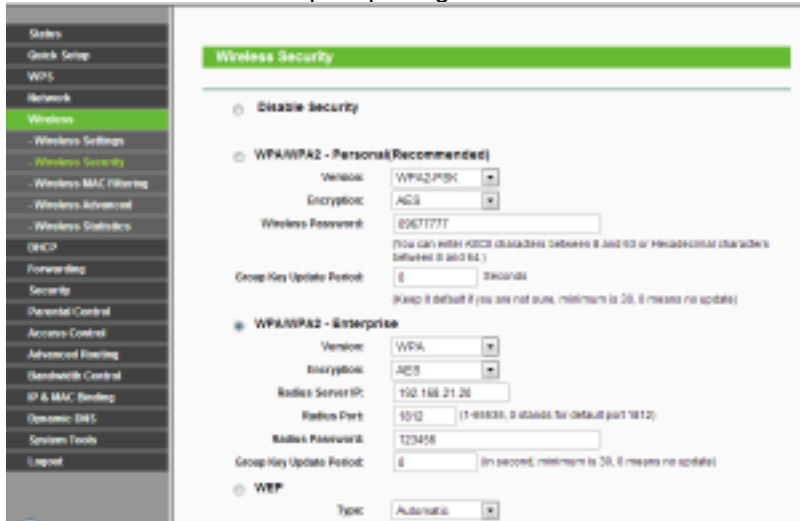 Status
Quick Setup
WPS
Network
Wireless
- Wireless Settings
- Wireless Security
- Wireless MAC Filtering
- Wireless Advanced
- Wireless Statistics
DHCP
Forwarding
Security
Parental Control
Access Control
Advanced Routing
Bandwidth Control
IP & MAC Binding
Dynamic DNS
System Tools
Logout
Wireless Security
Disable Security
WPA/WPA2 - Personal(Recommended)
Version: WPA2-PSK
Encryption: AES
Wireless Password:
(You can enter ASCII characters between 8 and 63 or Hexadecimal characters
between 8 and 64.)
Group Key Update Period: 0 Seconds
(Keep it default if you are not sure, minimum is 30, 0 means no update)
WPA/WPA2 - Enterprise
Version: WPA
Encryption: AES
Radius Server IP: 192.168.21.20
Radius Port: 1812 (1-65535, 0 stands for default port 1812)
Radius Password: 123456
Group Key Update Period: 0 (in second, minimum is 30, 0 means no update)
WEP
Type: Automatic